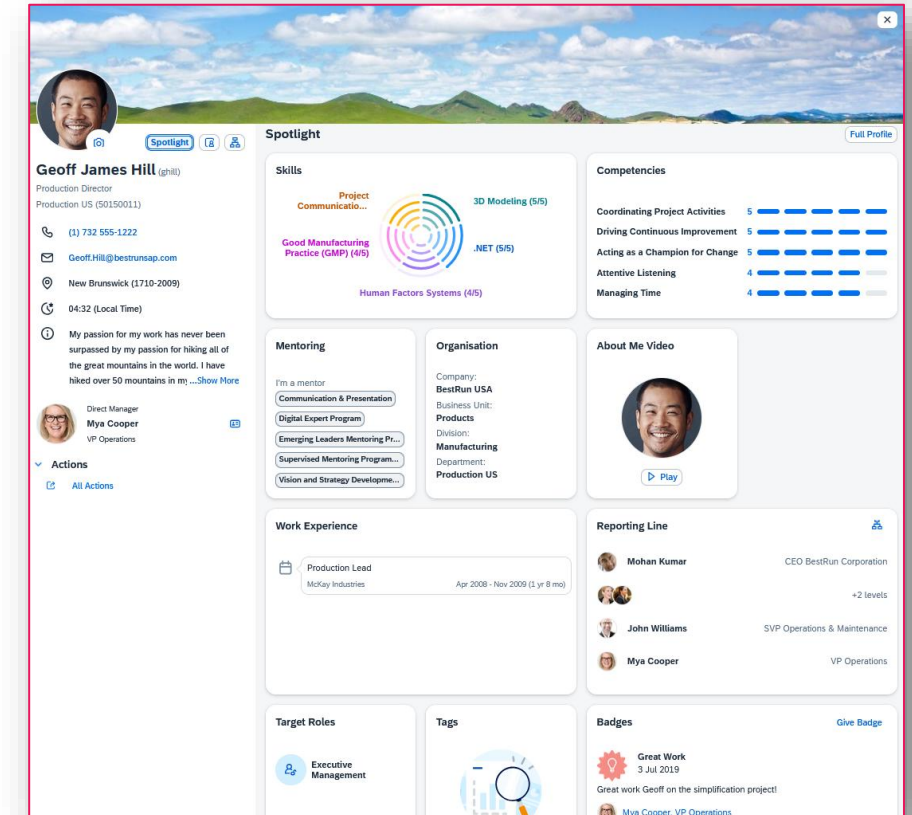 Spotlight
Geoff James Hill (ghill)
Production Director
Production US (50150011)
(1) 732 555-1222
Geoff.Hill@bestrunsap.com
New Brunswick (1710-2009)
04:32 (Local Time)
My passion for my work has never been
surpassed by my passion for hiking all of
the great mountains in the world. I have
hiked over 50 mountains in my ...Show More
Direct Manager
Mya Cooper
VP Operations
Actions
All Actions
Spotlight
Full Profile
Skills
Project
Communicatio...
3D Modeling (5/5)
Good Manufacturing
Practice (GMP) (4/5)
.NET (5/5)
Human Factors Systems (4/5)
Competencies
Coordinating Project Activities 5
Driving Continuous Improvement 5
Acting as a Champion for Change 5
Attentive Listening 4
Managing Time 4
Mentoring
I'm a mentor
Communication & Presentation
Digital Expert Program
Emerging Leaders Mentoring Pr...
Supervised Mentoring Program...
Vision and Strategy Developme...
Organisation
Company:
BestRun USA
Business Unit:
Products
Division:
Manufacturing
Department:
Production US
About Me Video
Play
Work Experience
Production Lead
McKay Industries Apr 2008 - Nov 2009 (1 yr 8 mo)
Reporting Line
Mohan Kumar CEO BestRun Corporation
+2 levels
John Williams SVP Operations & Maintenance
Mya Cooper VP Operations
Target Roles
Executive
Management
Tags
Badges Give Badge
Great Work
3 Jul 2019
Great work Geoff on the simplification project!
Mya Cooper, VP Operations